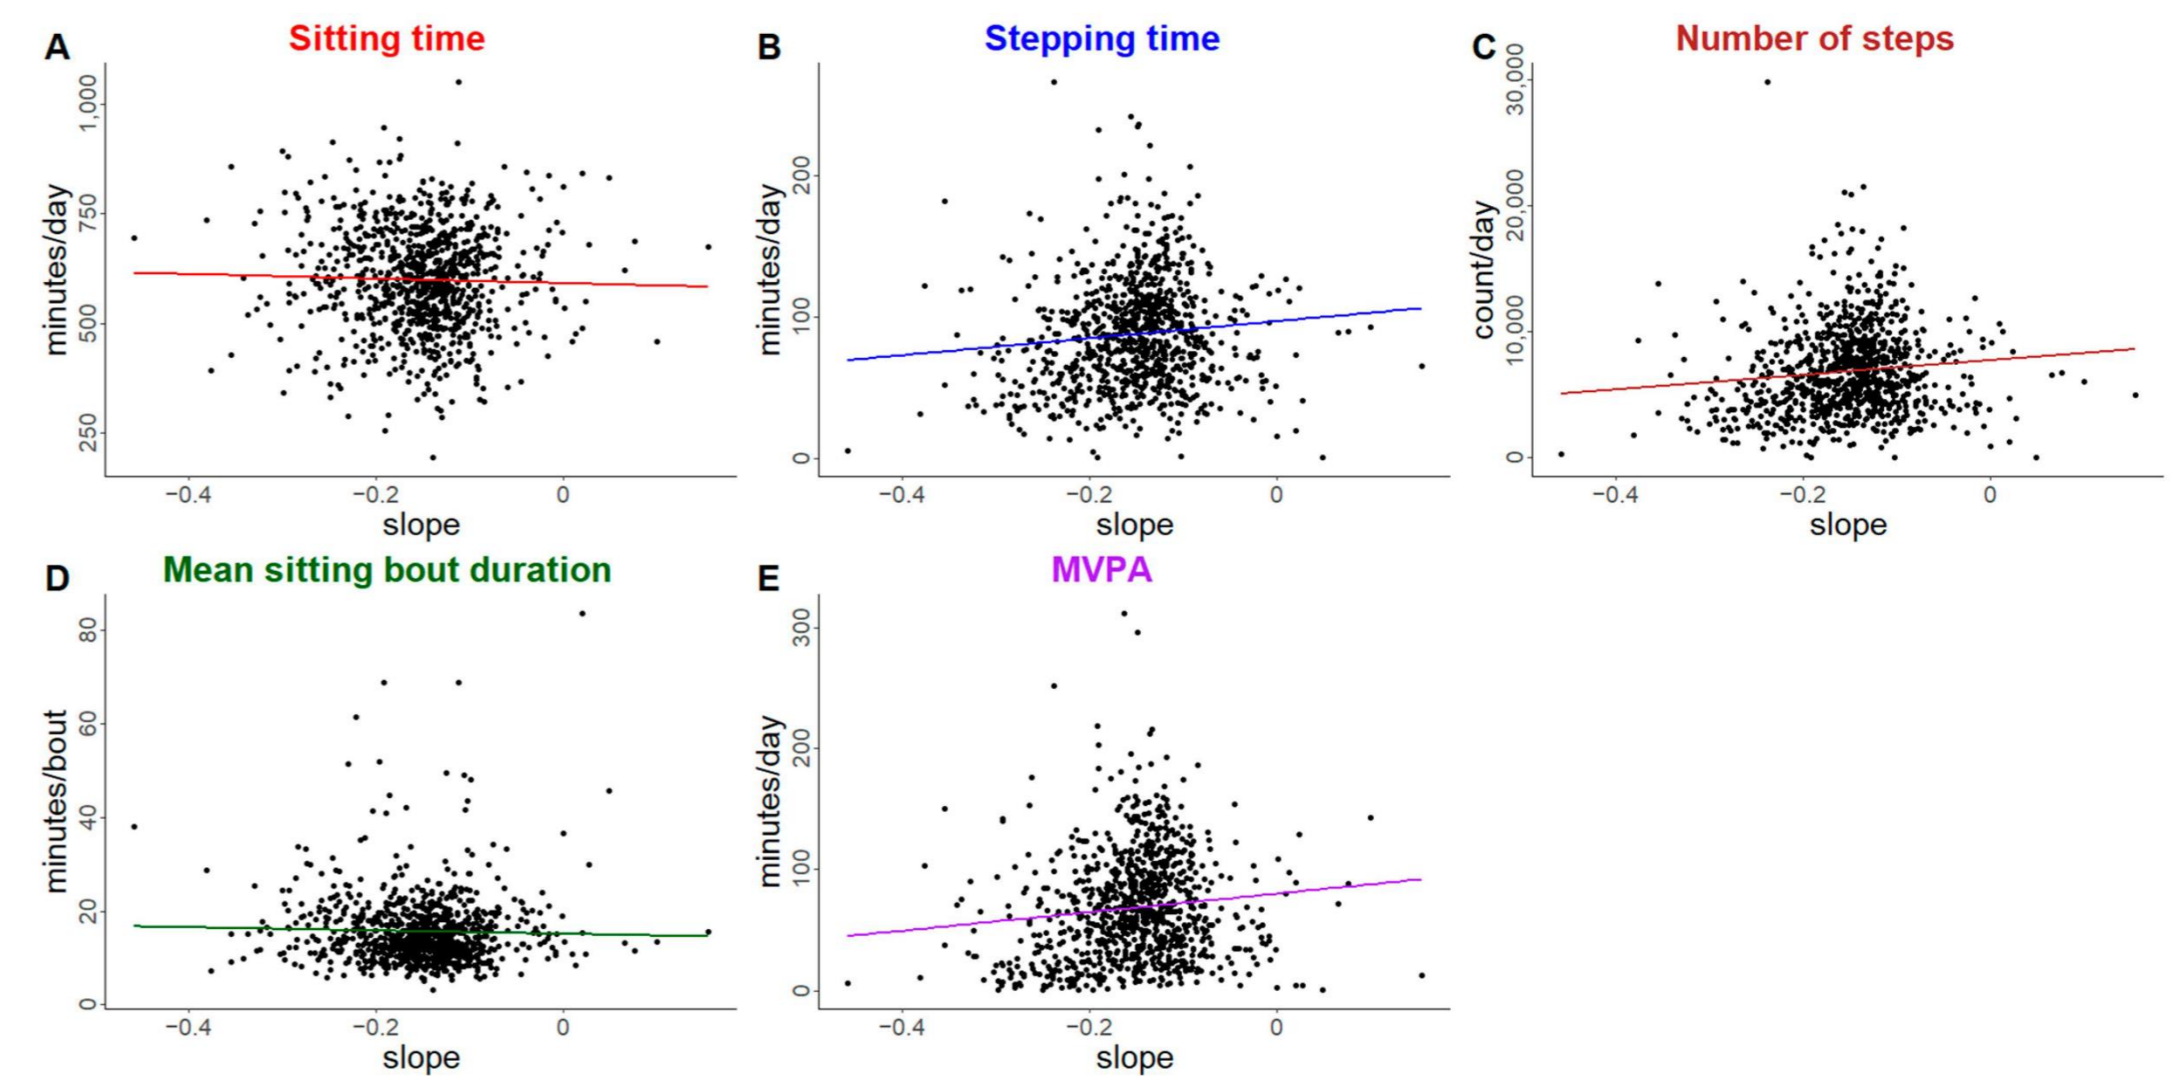 A Sitting time
minutes/day
1,000
750
500
250
−0.4 −0.2 0
slope
B Stepping time
minutes/day
200
100
0
−0.4 −0.2 0
slope
C Number of steps
count/day
30,000
20,000
10,000
0
−0.4 −0.2 0
slope
D Mean sitting bout duration
minutes/bout
80
60
40
20
0
−0.4 −0.2 0
slope
E MVPA
minutes/day
300
200
100
0
−0.4 −0.2 0
slope